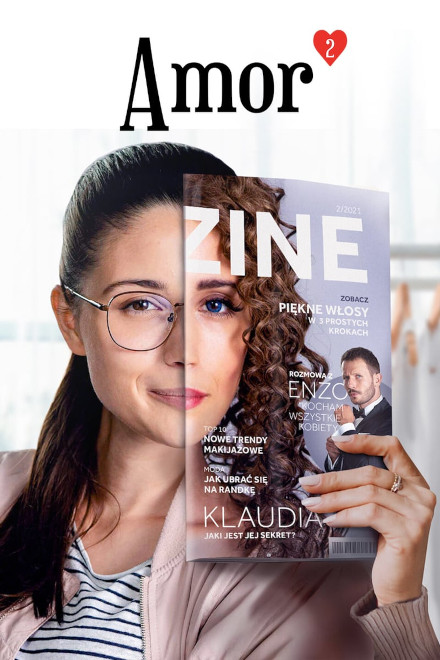 Amor
2
2/2021
ZINE
ZOBACZ
PIĘKNE WŁOSY
W 3 PROSTYCH
KROKACH
ROZMOWA Z
ENZO
KOCHAM
WSZYSTKIE
KOBIETY
TOP 10
NOWE TRENDY
MAKIJAŻOWE
MODA
JAK UBRAĆ SIĘ
NA RANDKĘ
KLAUDIA
JAKI JEST JEJ SEKRET?